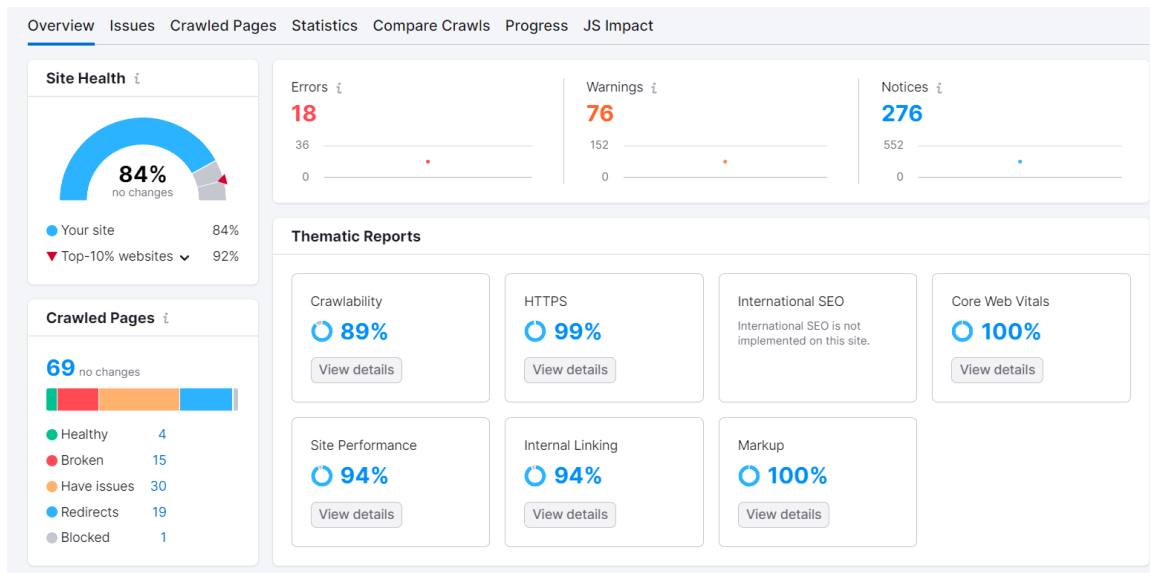 Overview Issues Crawled Pages Statistics Compare Crawls Progress JS Impact
Site Health i
84%
no changes
Your site 84%
Top-10% websites 92%
Crawled Pages i
69 no changes
Healthy 4
Broken 15
Have issues 30
Redirects 19
Blocked 1
Errors i
18
36
0
Warnings i
76
152
0
Notices i
276
552
0
Thematic Reports
Crawlability
89%
View details
HTTPS
99%
View details
International SEO
International SEO is not
implemented on this site.
Core Web Vitals
100%
View details
Site Performance
94%
View details
Internal Linking
94%
View details
Markup
100%
View details